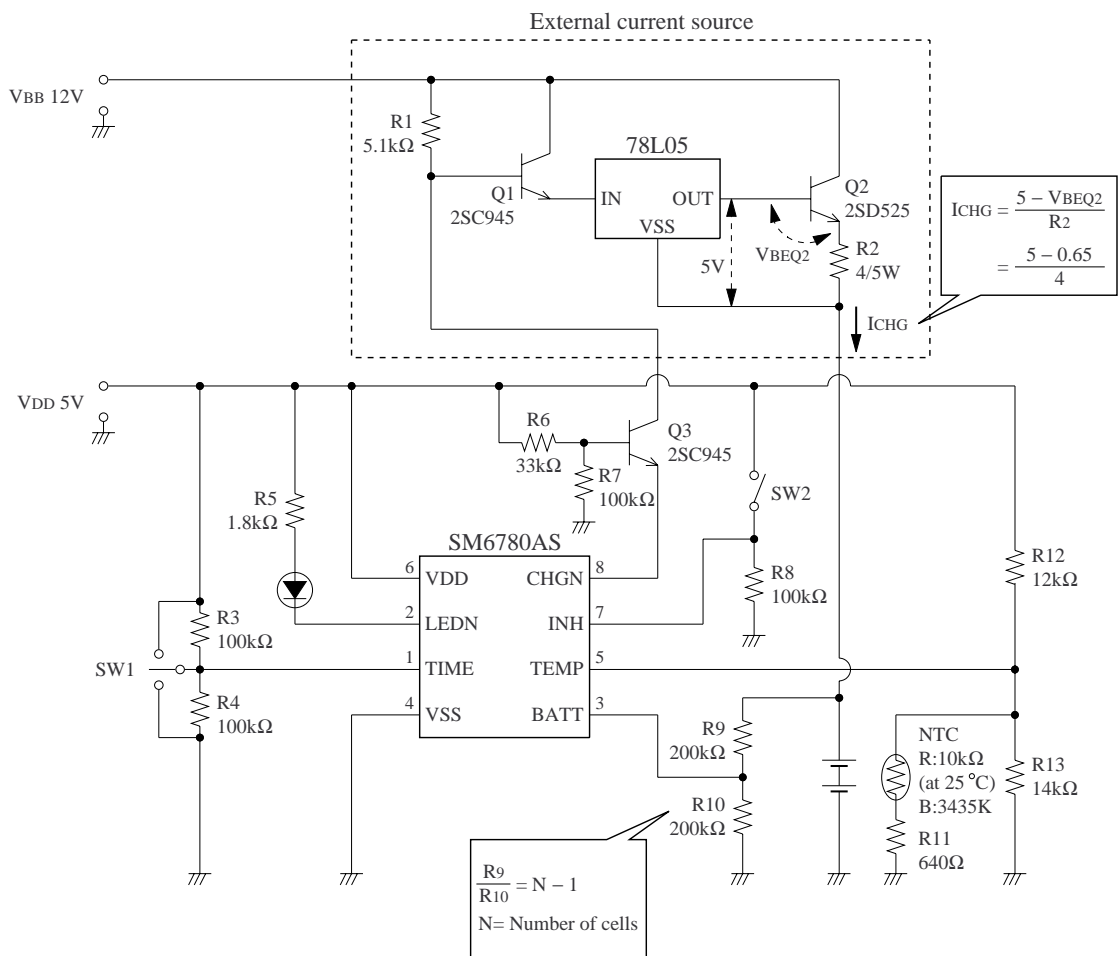 External current source
VBB 12V
R1
5.1kΩ
Q1
2SC945
78L05
IN
OUT
VSS
5V
VBEQ2
Q2
2SD525
R2
4/5W
ICHG
ICHG = 5 − VBEQ2 / R2
= 5 − 0.65 / 4
VDD 5V
R6
33kΩ
R7
100kΩ
Q3
2SC945
SW2
R5
1.8kΩ
SM6780AS
6 VDD
CHGN 8
2 LEDN
INH 7
1 TIME
TEMP 5
4 VSS
BATT 3
R8
100kΩ
R12
12kΩ
SW1
R3
100kΩ
R4
100kΩ
R9
200kΩ
R10
200kΩ
NTC
R:10kΩ
(at 25 °C)
B:3435K
R11
640Ω
R13
14kΩ
R9 / R10 = N − 1
N= Number of cells